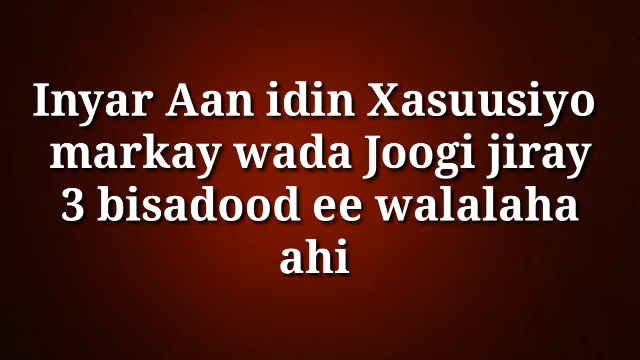 Inyar Aan idin Xasuusiyo
markay wada Joogi jiray
3 bisadood ee walalaha
ahi